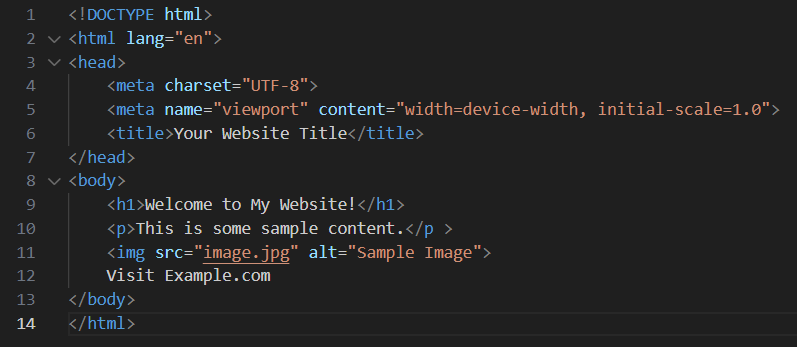 1 <!DOCTYPE html>
2 <html lang="en">
3 <head>
4     <meta charset="UTF-8">
5     <meta name="viewport" content="width=device-width, initial-scale=1.0">
6     <title>Your Website Title</title>
7 </head>
8 <body>
9     <h1>Welcome to My Website!</h1>
10     <p>This is some sample content.</p >
11     <img src="image.jpg" alt="Sample Image">
12     Visit Example.com
13 </body>
14 </html>